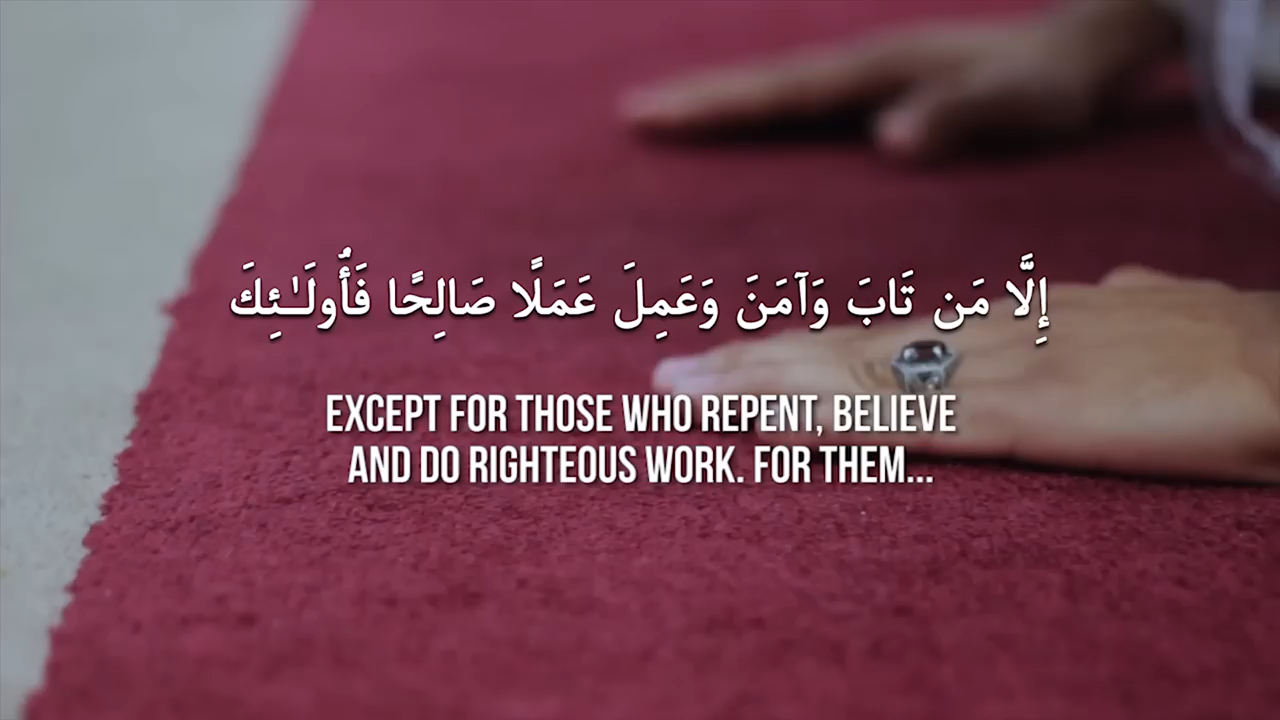 إِلَّا مَن تَابَ وَآمَنَ وَعَمِلَ عَمَلًا صَالِحًا فَأُولَـٰئِكَ
EXCEPT FOR THOSE WHO REPENT, BELIEVE
AND DO RIGHTEOUS WORK. FOR THEM...